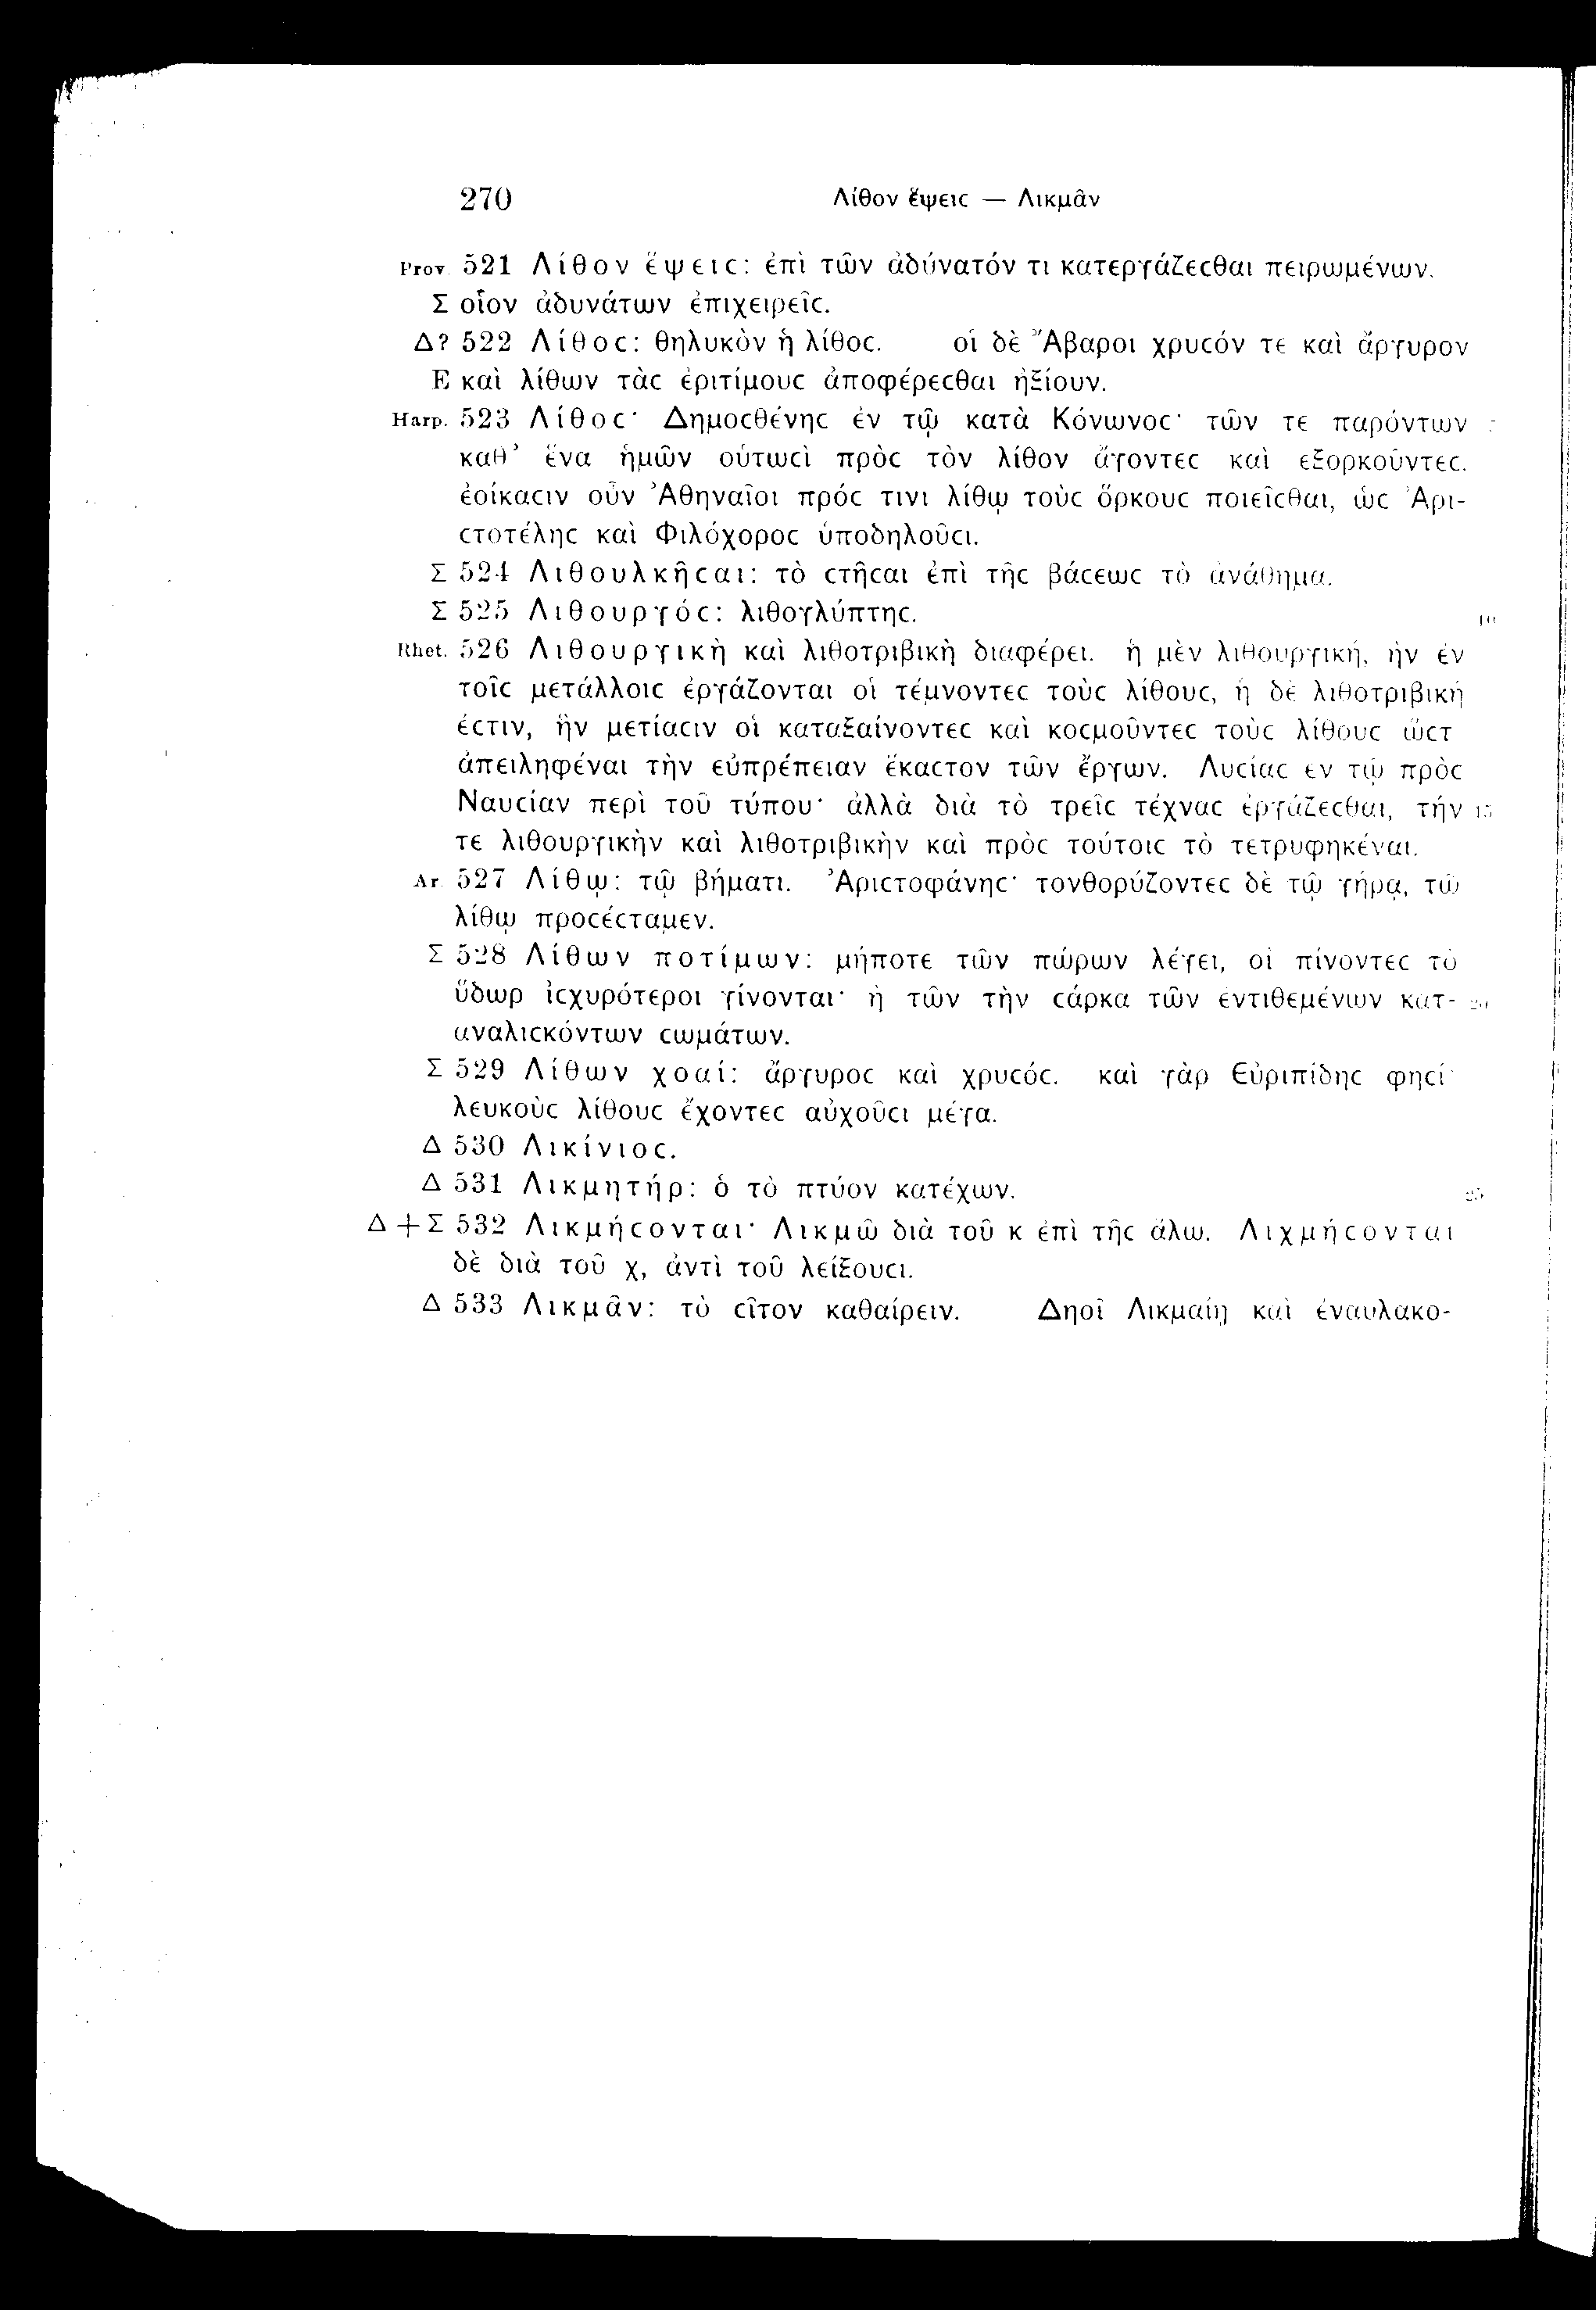 270 Λίθον ἕψειϲ — Λικμᾶν
Prov. 521 Λίθον ἕψειϲ: ἐπὶ τῶν ἀδύνατόν τι κατεργάζεϲθαι πειρωμένων.
Σ οἷον ἀδυνάτων ἐπιχειρεῖϲ.
Δ? 522 Λίθοϲ: θηλυκὸν ἡ λίθοϲ. οἱ δὲ Ἄβαροι χρυϲόν τε καὶ ἄργυρον
Ε καὶ λίθων τὰϲ ἐριτίμουϲ ἀποφέρεϲθαι ἠξίουν.
Harp. 523 Λίθοϲ· Δημοϲθένηϲ ἐν τῷ κατὰ Κόνωνοϲ· τῶν τε παρόντων
καθ’ ἕνα ἡμῶν οὑτωϲὶ πρὸϲ τὸν λίθον ἄγοντεϲ καὶ ἐξορκοῦντεϲ.
ἐοίκαϲιν οὖν Ἀθηναῖοι πρόϲ τινι λίθῳ τοὺϲ ὅρκουϲ ποιεῖϲθαι, ὡϲ Ἀρι-
ϲτοτέληϲ καὶ Φιλόχοροϲ ὑποδηλοῦϲι.
Σ 524 Λιθουλκῆϲαι: τὸ ϲτῆϲαι ἐπὶ τῆϲ βάϲεωϲ τὸ ἀνάθημα.
Σ 525 Λιθουργόϲ: λιθογλύπτηϲ. 10
Rhet. 526 Λιθουργικὴ καὶ λιθοτριβικὴ διαφέρει. ἡ μὲν λιθουργική, ἣν ἐν
τοῖϲ μετάλλοιϲ ἐργάζονται οἱ τέμνοντεϲ τοὺϲ λίθουϲ, ἡ δὲ λιθοτριβική
ἐϲτιν, ἣν μετίαϲιν οἱ καταξαίνοντεϲ καὶ κοϲμοῦντεϲ τοὺϲ λίθουϲ ὥϲτ
ἀπειληφέναι τὴν εὐπρέπειαν ἕκαϲτον τῶν ἔργων. Λυϲίαϲ ἐν τῷ πρὸϲ
Ναυϲίαν περὶ τοῦ τύπου· ἀλλὰ διὰ τὸ τρεῖϲ τέχναϲ ἐργάζεϲθαι, τήν 15
τε λιθουργικὴν καὶ λιθοτριβικὴν καὶ πρὸϲ τούτοιϲ τὸ τετρυφηκέναι.
Ar. 527 Λίθῳ: τῷ βήματι. Ἀριϲτοφάνηϲ· τονθορύζοντεϲ δὲ τῷ γήρᾳ, τῷ
λίθῳ προϲέϲταμεν.
Σ 528 Λίθων ποτίμων: μήποτε τῶν πώρων λέγει, οἳ πίνοντεϲ τὸ
ὕδωρ ἰϲχυρότεροι γίνονται· ἢ τῶν τὴν ϲάρκα τῶν ἐντιθεμένων κατ- 20
αναλιϲκόντων ϲωμάτων.
Σ 529 Λίθων χοαί: ἄργυροϲ καὶ χρυϲόϲ. καὶ γὰρ Εὐριπίδηϲ φηϲί·
λευκοὺϲ λίθουϲ ἔχοντεϲ αὐχοῦϲι μέγα.
Δ 530 Λικίνιοϲ.
Δ 531 Λικμητήρ: ὁ τὸ πτύον κατέχων. 25
Δ + Σ 532 Λικμήϲονται· Λικμῶ διὰ τοῦ κ ἐπὶ τῆϲ ἅλω. Λιχμήϲονται
δὲ διὰ τοῦ χ, ἀντὶ τοῦ λείξουϲι.
Δ 533 Λικμᾶν: τὸ ϲῖτον καθαίρειν. Δηοῖ Λικμαίῃ καὶ ἐναυλακο-